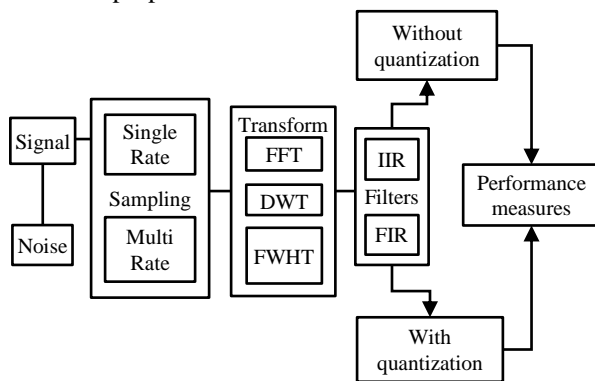 Without
quantization
Signal
Noise
Single
Rate
Sampling
Multi
Rate
Transform
FFT
DWT
FWHT
IIR
Filters
FIR
Performance
measures
With
quantization